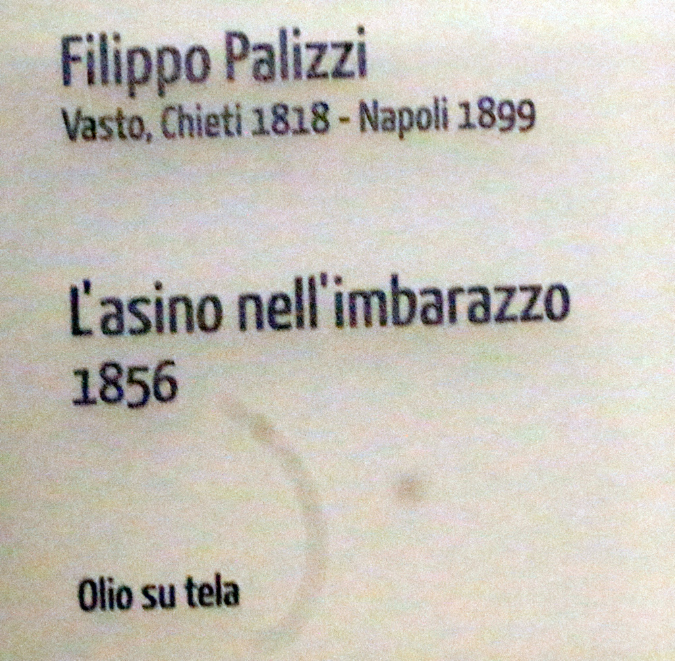 Filippo Palizzi
Vasto, Chieti 1818 - Napoli 1899
L'asino nell'imbarazzo
1856
Olio su tela